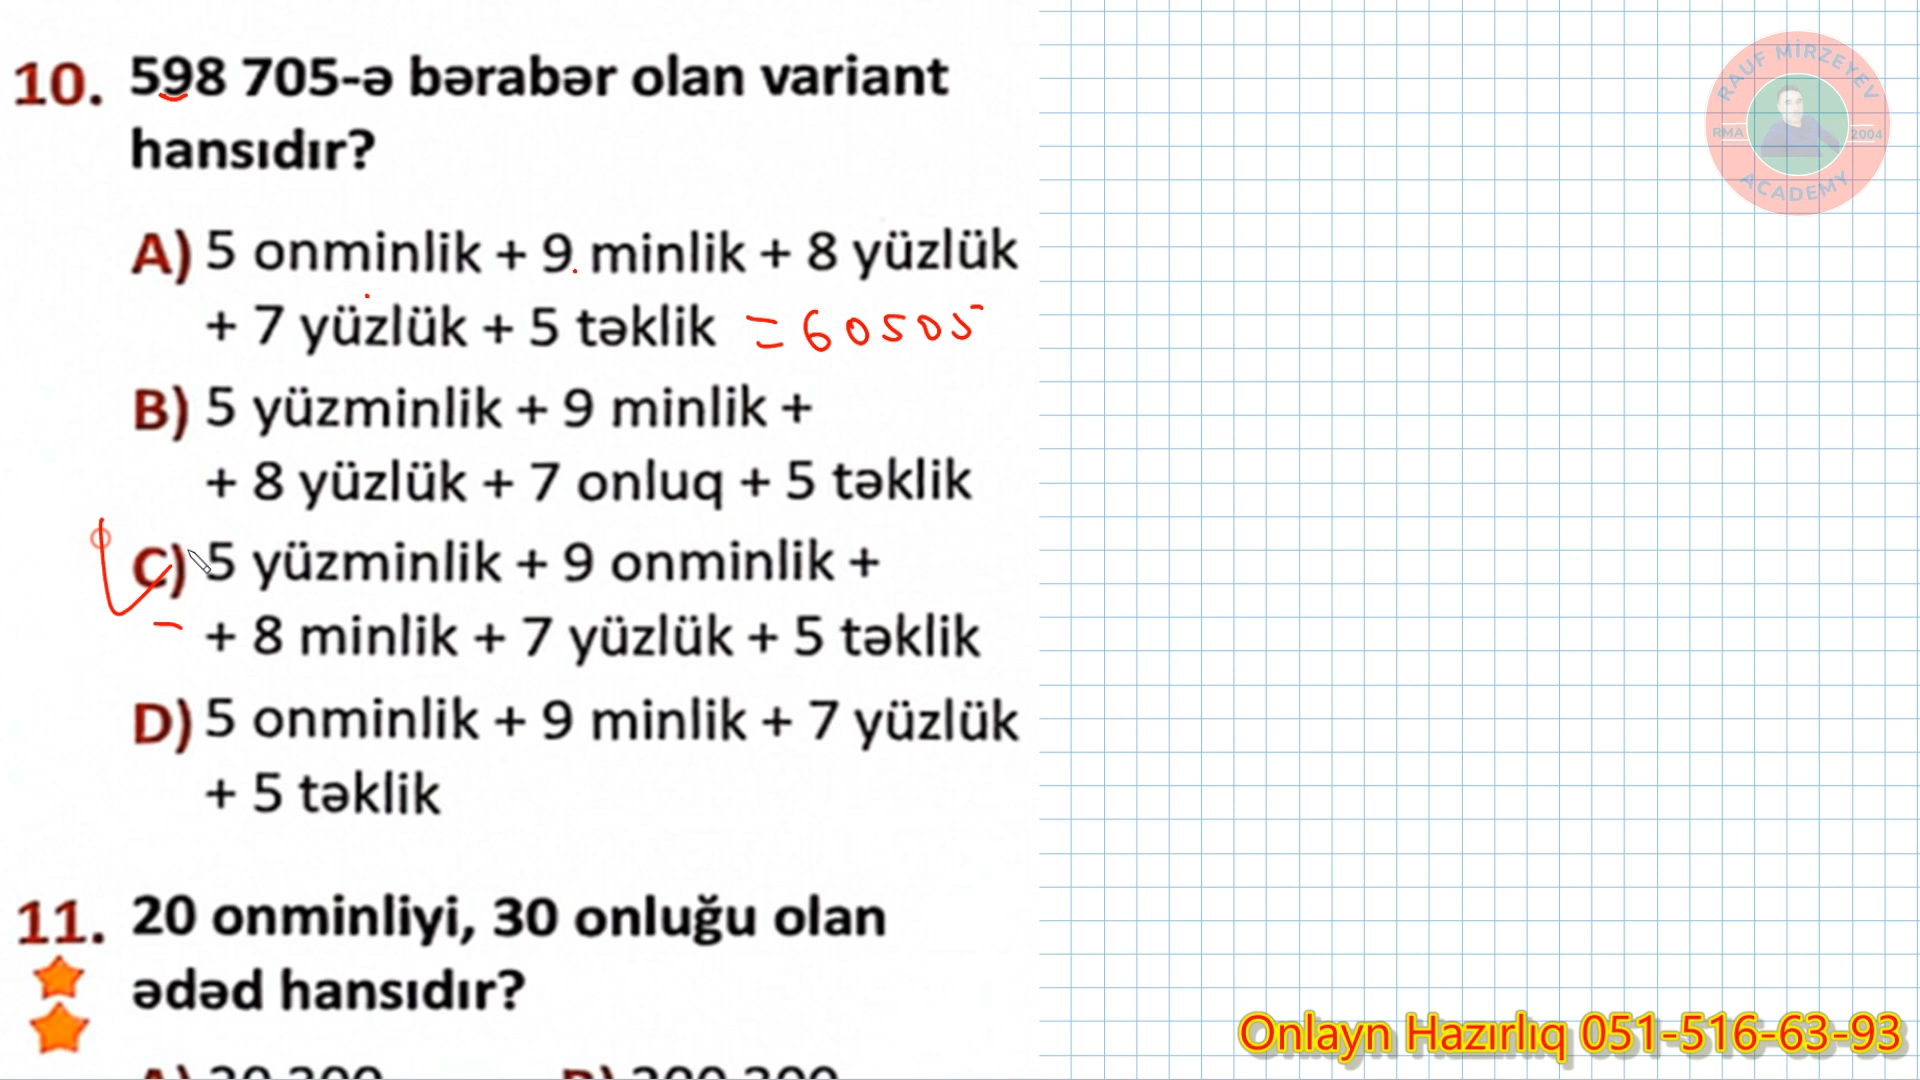 10. 598 705-ə bərabər olan variant
hansıdır?
A) 5 onminlik + 9 minlik + 8 yüzlük
+ 7 yüzlük + 5 təklik = 60505
B) 5 yüzminlik + 9 minlik +
+ 8 yüzlük + 7 onluq + 5 təklik
C) 5 yüzminlik + 9 onminlik +
+ 8 minlik + 7 yüzlük + 5 təklik
D) 5 onminlik + 9 minlik + 7 yüzlük
+ 5 təklik
11. 20 onminliyi, 30 onluğu olan
ədəd hansıdır?
RAUF MİRZEYEV
RMA 2004
ACADEMY
Onlayn Hazırlıq 051-516-63-93